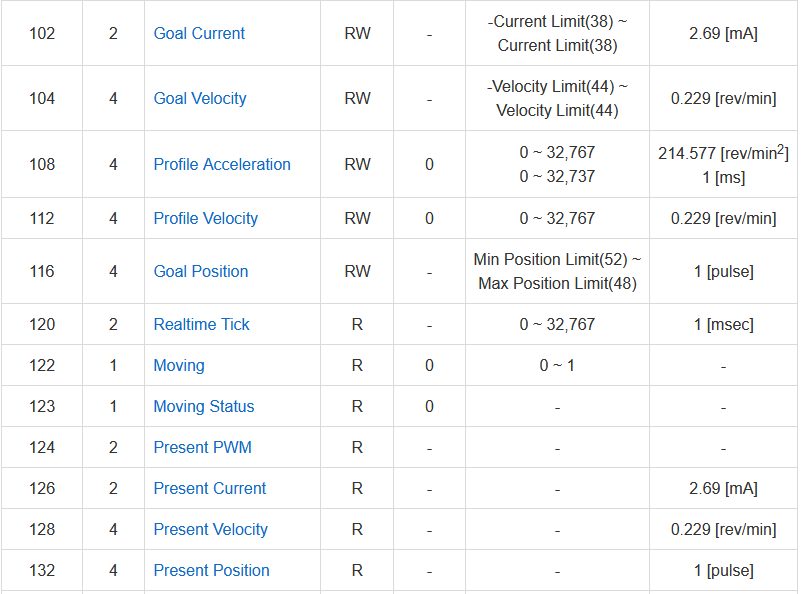 102 2 Goal Current RW - -Current Limit(38) ~
Current Limit(38) 2.69 [mA]
104 4 Goal Velocity RW - -Velocity Limit(44) ~
Velocity Limit(44) 0.229 [rev/min]
108 4 Profile Acceleration RW 0 0 ~ 32,767
0 ~ 32,737 214.577 [rev/min2]
1 [ms]
112 4 Profile Velocity RW 0 0 ~ 32,767 0.229 [rev/min]
116 4 Goal Position RW - Min Position Limit(52) ~
Max Position Limit(48) 1 [pulse]
120 2 Realtime Tick R - 0 ~ 32,767 1 [msec]
122 1 Moving R 0 0 ~ 1 -
123 1 Moving Status R 0 - -
124 2 Present PWM R - - -
126 2 Present Current R - - 2.69 [mA]
128 4 Present Velocity R - - 0.229 [rev/min]
132 4 Present Position R - - 1 [pulse]